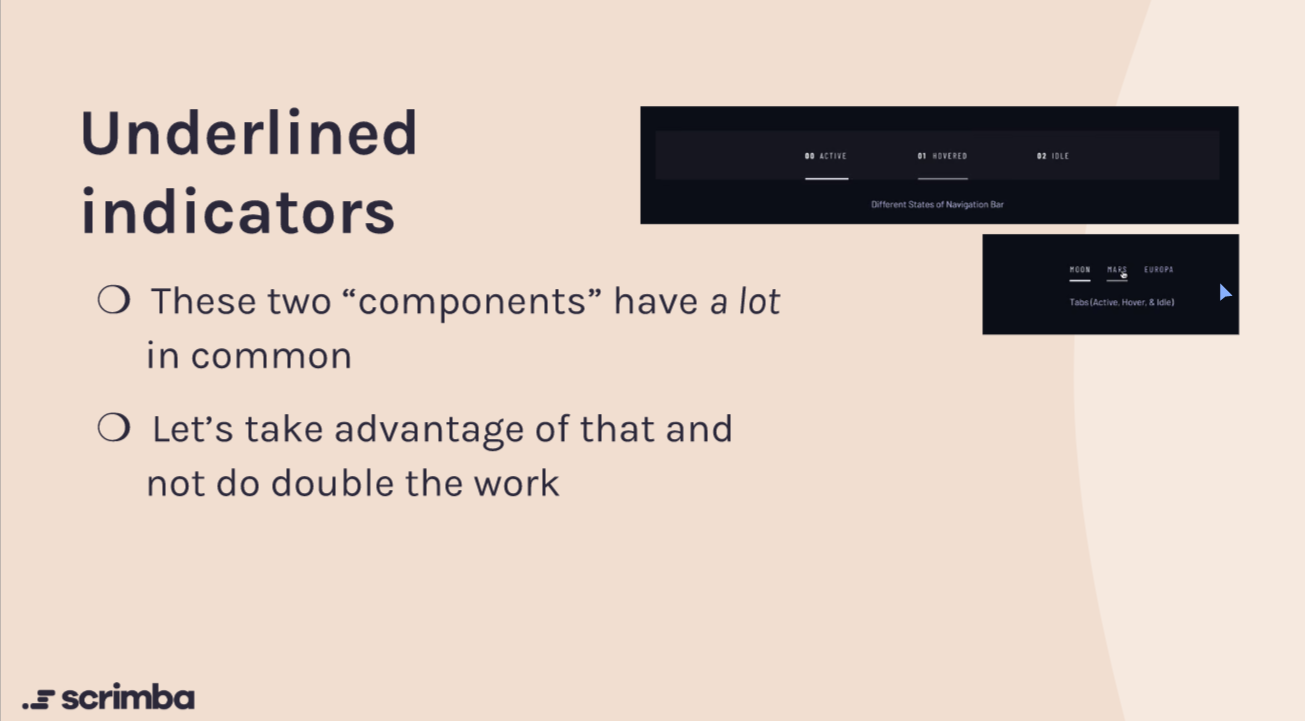 Underlined
indicators
00 ACTIVE
01 HOVERED
02 IDLE
Different States of Navigation Bar
MOON
MARS
EUROPA
Tabs (Active, Hover, & Idle)
❍ These two “components” have a lot
in common
❍ Let’s take advantage of that and
not do double the work
scrimba